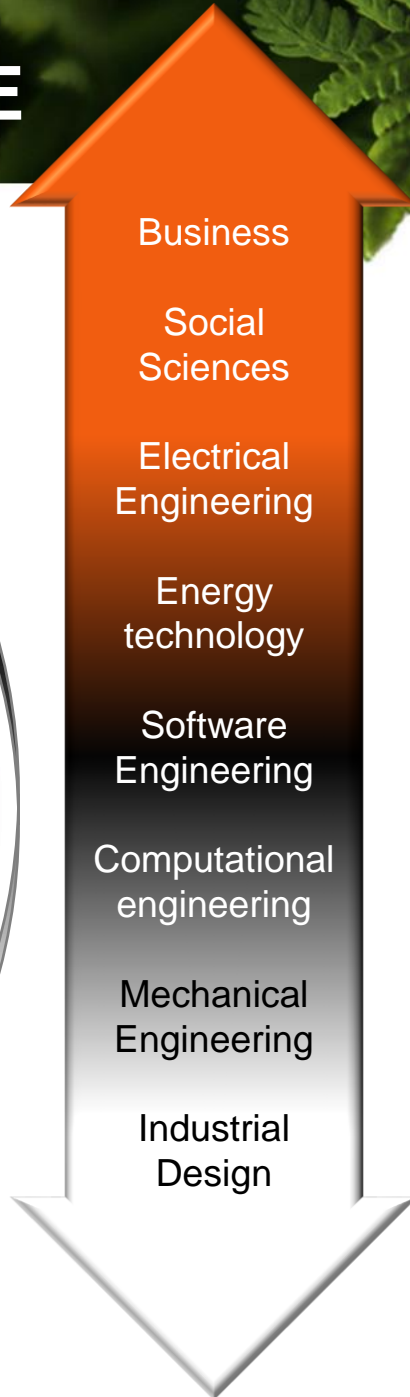 E
Business
Social
Sciences
Electrical
Engineering
Energy
technology
Software
Engineering
Computational
engineering
Mechanical
Engineering
Industrial
Design